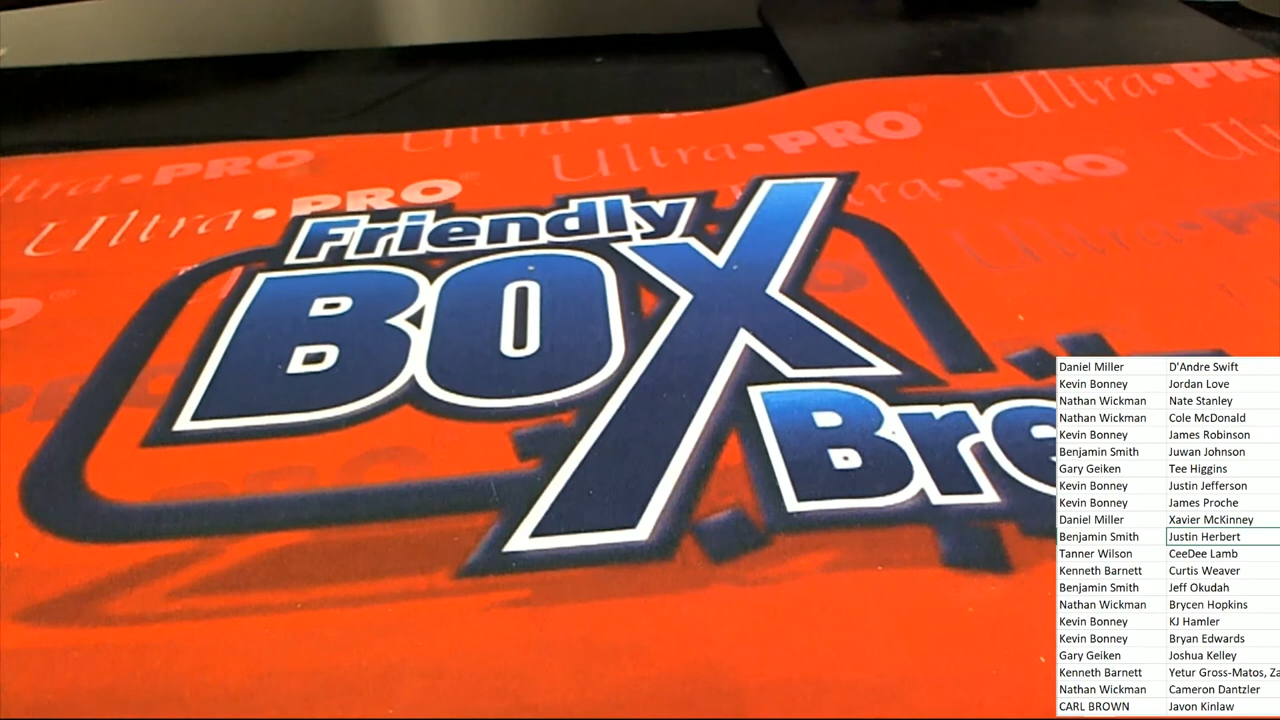 Ultra•PRO
Ultra•PRO®
Ultra•PRO
Ultra•PRO®
Ultra•PRO®
PRO
Friendly
BOX
Bre
Daniel Miller D'Andre Swift
Kevin Bonney Jordan Love
Nathan Wickman Nate Stanley
Nathan Wickman Cole McDonald
Kevin Bonney James Robinson
Benjamin Smith Juwan Johnson
Gary Geiken Tee Higgins
Kevin Bonney Justin Jefferson
Kevin Bonney James Proche
Daniel Miller Xavier McKinney
Benjamin Smith Justin Herbert
Tanner Wilson CeeDee Lamb
Kenneth Barnett Curtis Weaver
Benjamin Smith Jeff Okudah
Nathan Wickman Brycen Hopkins
Kevin Bonney KJ Hamler
Kevin Bonney Bryan Edwards
Gary Geiken Joshua Kelley
Kenneth Barnett Yetur Gross-Matos, Za
Nathan Wickman Cameron Dantzler
CARL BROWN Javon Kinlaw